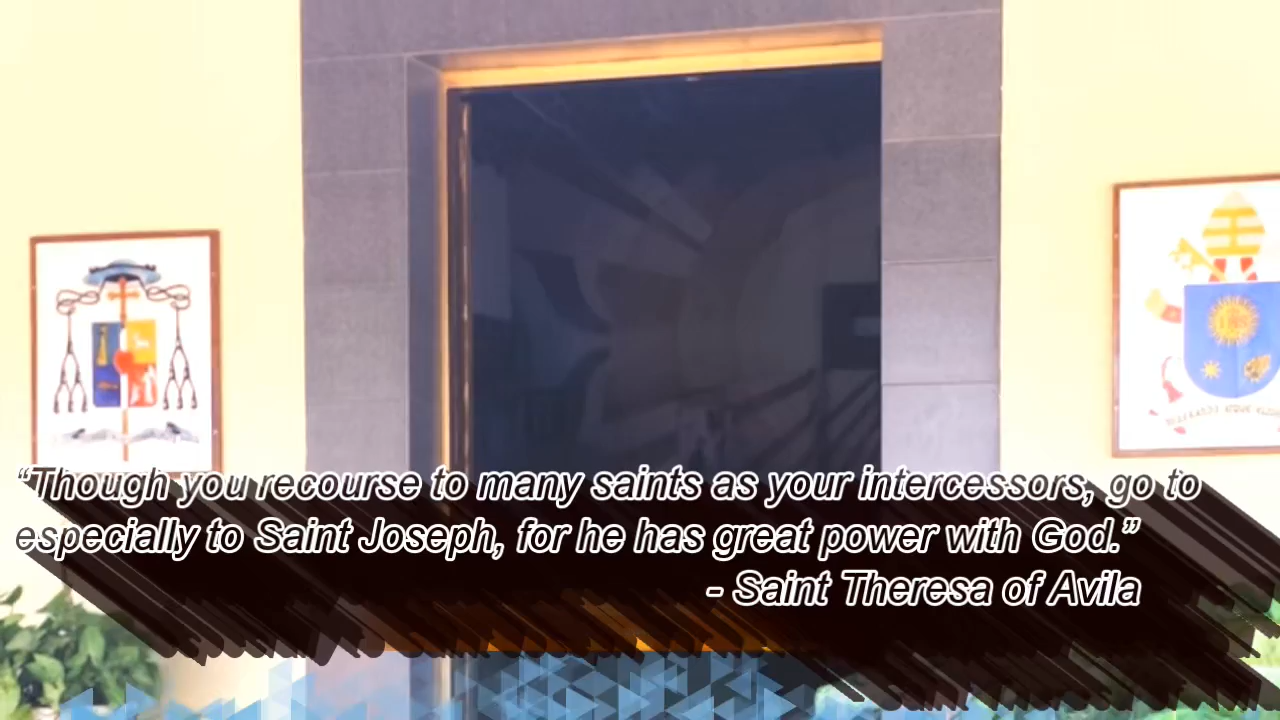 “Though you recourse to many saints as your intercessors, go to
especially to Saint Joseph, for he has great power with God.”
- Saint Theresa of Avila